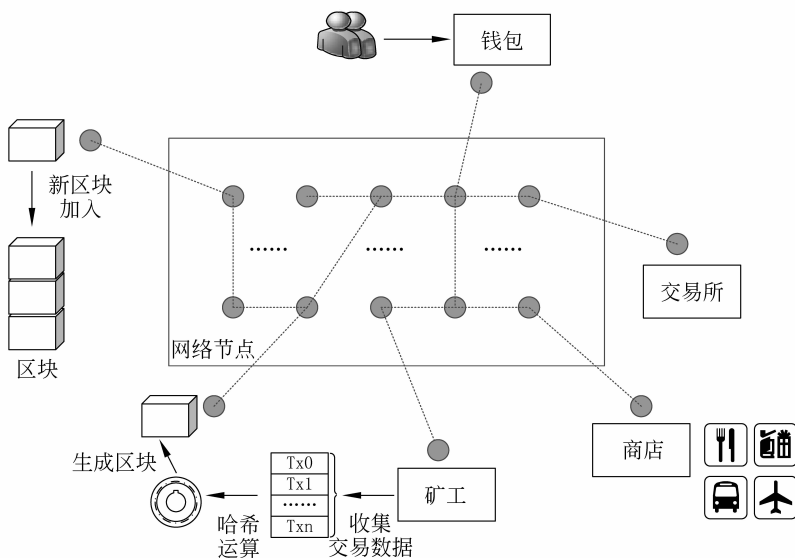 钱包
新区块
加入
……
……
……
交易所
网络节点
区块
商店
生成区块
Tx0
Tx1
……
Txn
矿工
哈希
运算
收集
交易数据